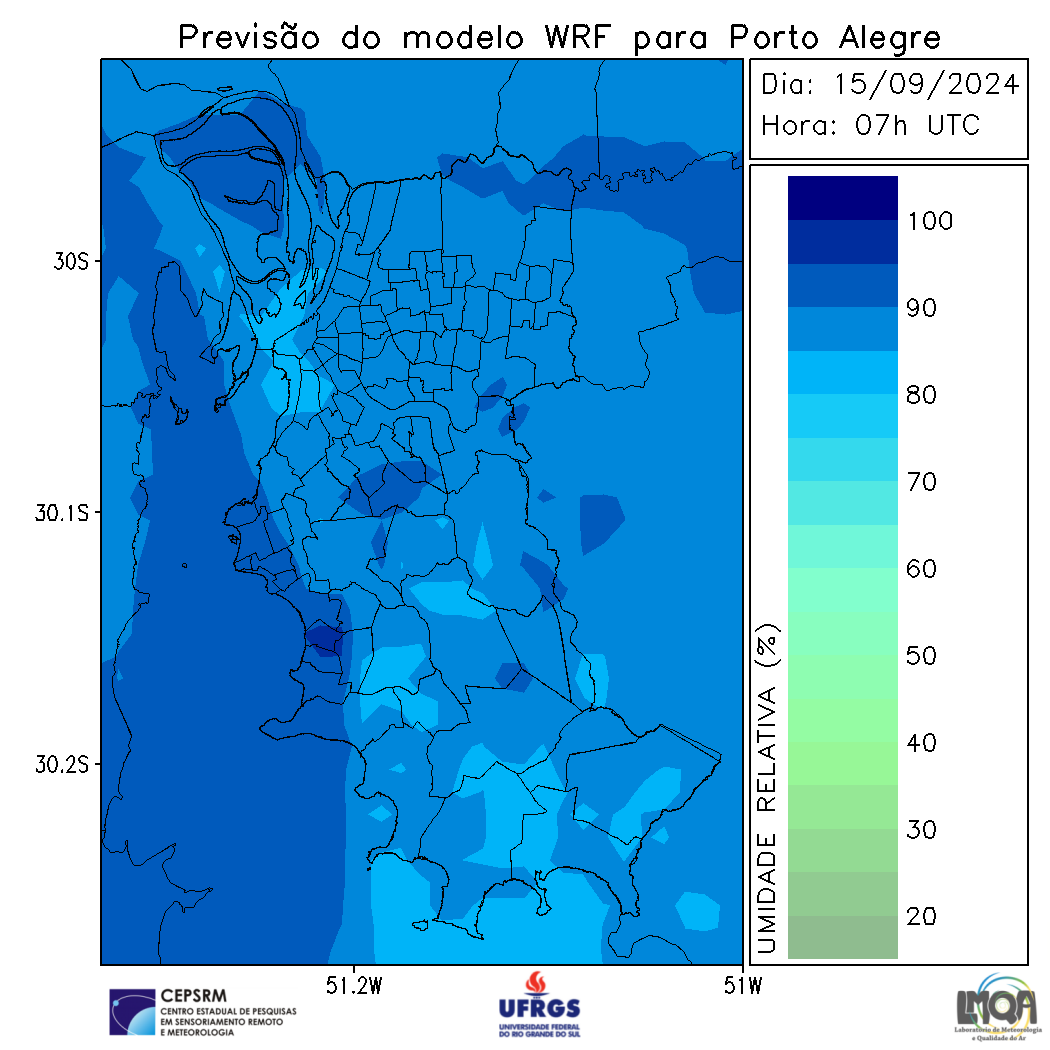 Previsão do modelo WRF para Porto Alegre
Dia: 15/09/2024
Hora: 07h UTC
30S
30.1S
30.2S
51.2W
51W
UMIDADE RELATIVA (%)
100
90
80
70
60
50
40
30
20
CEPSRM
CENTRO ESTADUAL DE PESQUISAS
EM SENSORIAMENTO REMOTO
E METEOROLOGIA
UFRGS
UNIVERSIDADE FEDERAL
DO RIO GRANDE DO SUL
LMQA
Laboratório de Meteorologia
e Qualidade do Ar